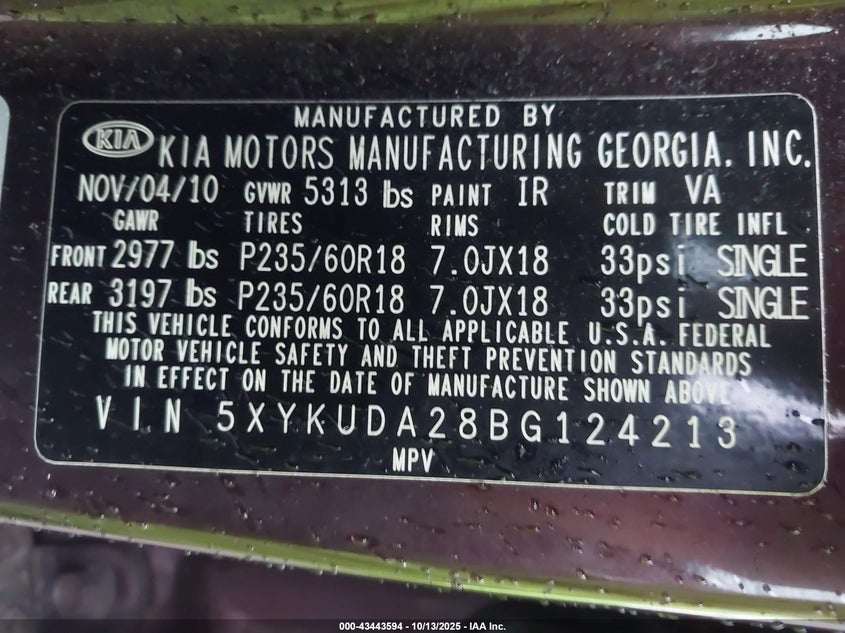 MANUFACTURED BY
KIA KIA MOTORS MANUFACTURING GEORGIA, INC.
NOV/04/10 GVWR 5313 lbs PAINT IR TRIM VA
GAWR TIRES RIMS COLD TIRE INFL
FRONT 2977 lbs P235/60R18 7.0JX18 33psi SINGLE
REAR 3197 lbs P235/60R18 7.0JX18 33psi SINGLE
THIS VEHICLE CONFORMS TO ALL APPLICABLE U.S.A. FEDERAL
MOTOR VEHICLE SAFETY AND THEFT PREVENTION STANDARDS
IN EFFECT ON THE DATE OF MANUFACTURE SHOWN ABOVE
VIN 5XYKUDA28BG124213
MPV
000-43443594 - 10/13/2025 - IAA Inc.